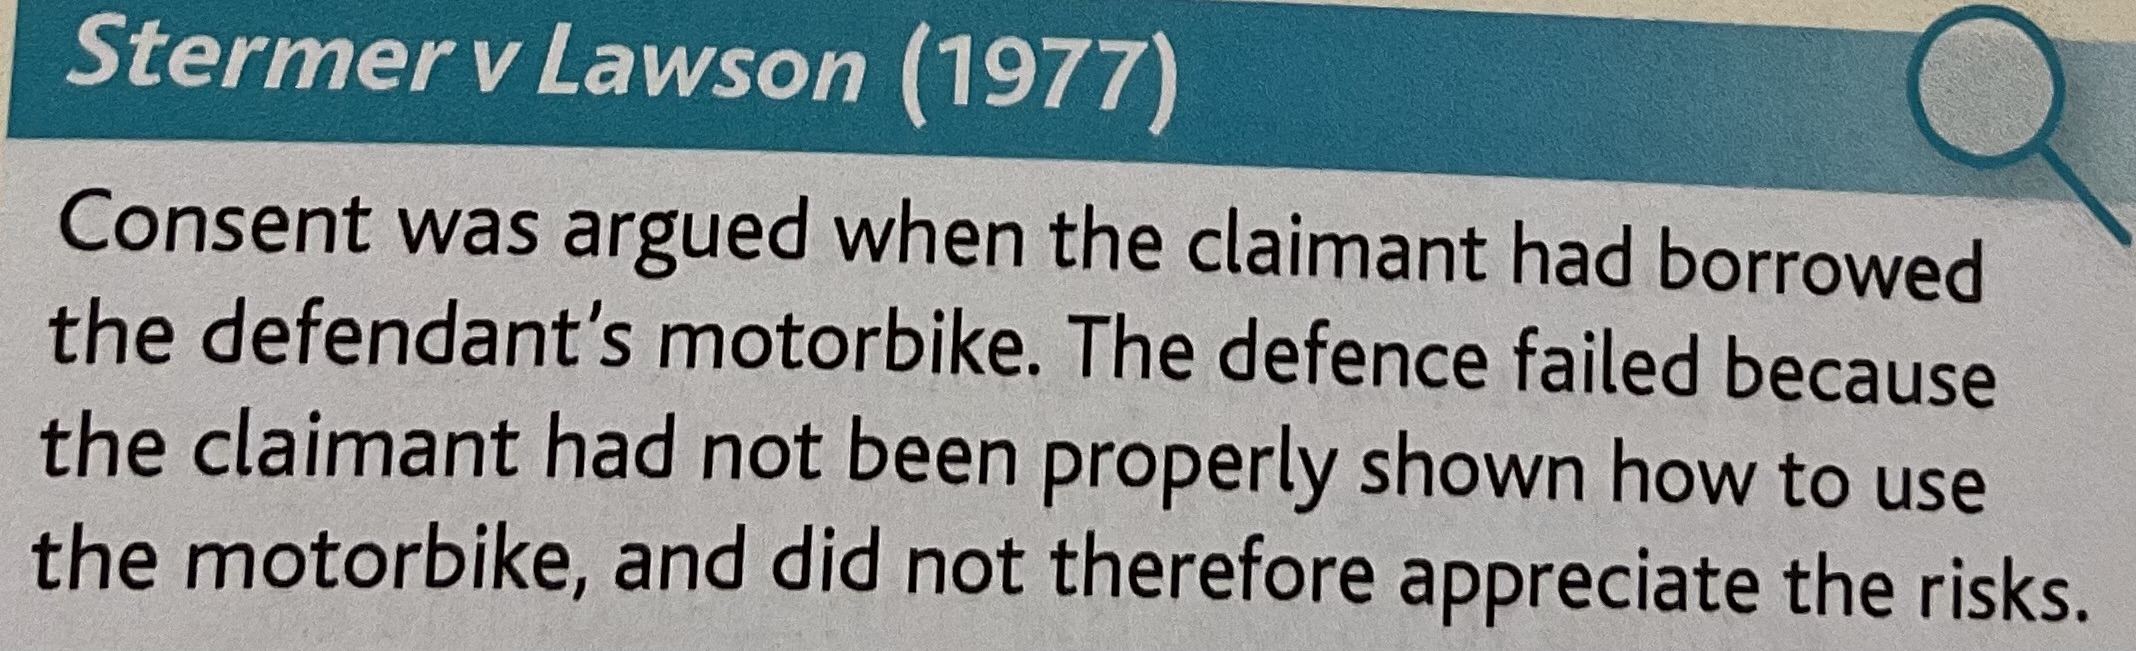 Stermer v Lawson (1977)
Consent was argued when the claimant had borrowed
the defendant's motorbike. The defence failed because
the claimant had not been properly shown how to use
the motorbike, and did not therefore appreciate the risks.